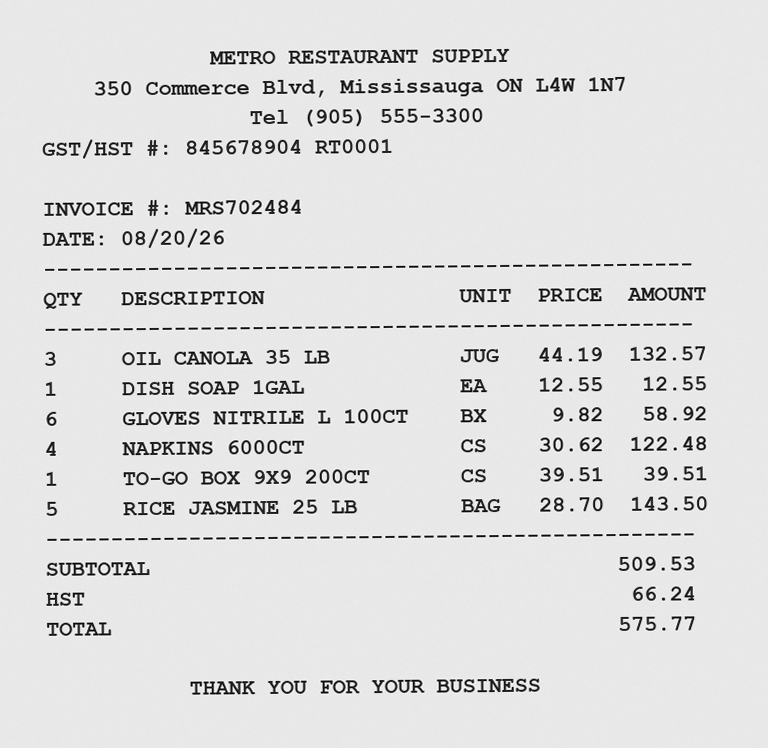 METRO RESTAURANT SUPPLY
350 Commerce Blvd, Mississauga ON L4W 1N7
Tel (905) 555-3300
GST/HST #: 845678904 RT0001
INVOICE #: MRS702484
DATE: 08/20/26
--------------------------------------------------
QTY DESCRIPTION UNIT PRICE AMOUNT
--------------------------------------------------
3 OIL CANOLA 35 LB JUG 44.19 132.57
1 DISH SOAP 1GAL EA 12.55 12.55
6 GLOVES NITRILE L 100CT BX 9.82 58.92
4 NAPKINS 6000CT CS 30.62 122.48
1 TO-GO BOX 9X9 200CT CS 39.51 39.51
5 RICE JASMINE 25 LB BAG 28.70 143.50
--------------------------------------------------
SUBTOTAL 509.53
HST 66.24
TOTAL 575.77
THANK YOU FOR YOUR BUSINESS